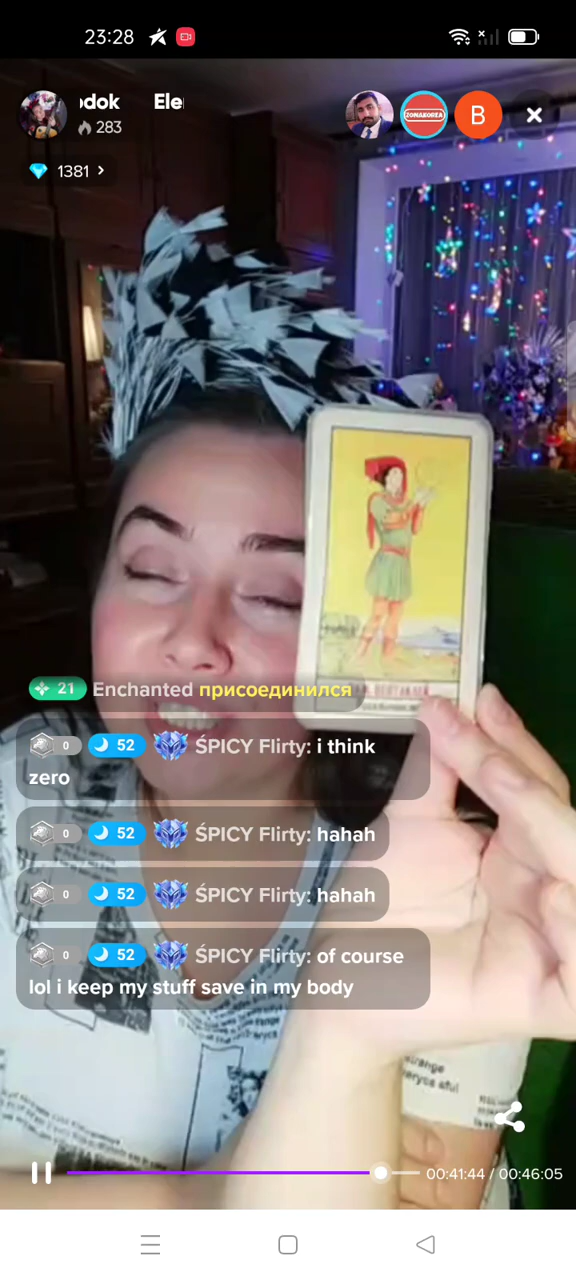 23:28
odok Ele
283
ZONAKOREA
B
1381
21 Enchanted присоединился
0 52 ŚPICY Flirty: i think
zero
0 52 ŚPICY Flirty: hahah
0 52 ŚPICY Flirty: hahah
0 52 ŚPICY Flirty: of course
lol i keep my stuff save in my body
00:41:44 / 00:46:05